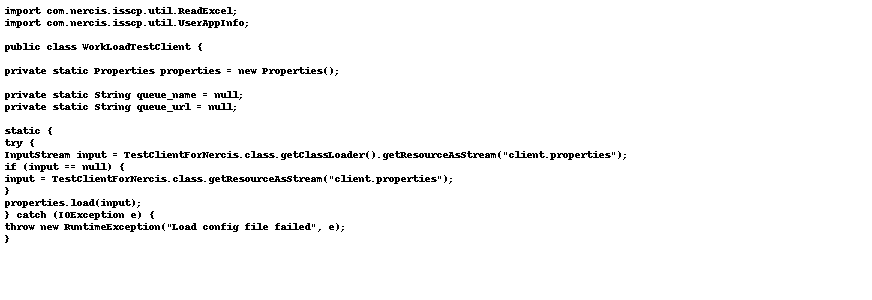 import com.nercis.isscp.util.ReadExcel;
import com.nercis.isscp.util.UserAppInfo;
public class WorkLoadTestClient {
private static Properties properties = new Properties();
private static String queue_name = null;
private static String queue_url = null;
static {
try {
InputStream input = TestClientForNercis.class.getClassLoader().getResourceAsStream("client.properties");
if (input == null) {
input = TestClientForNercis.class.getResourceAsStream("client.properties");
}
properties.load(input);
} catch (IOException e) {
throw new RuntimeException("Load config file failed", e);
}